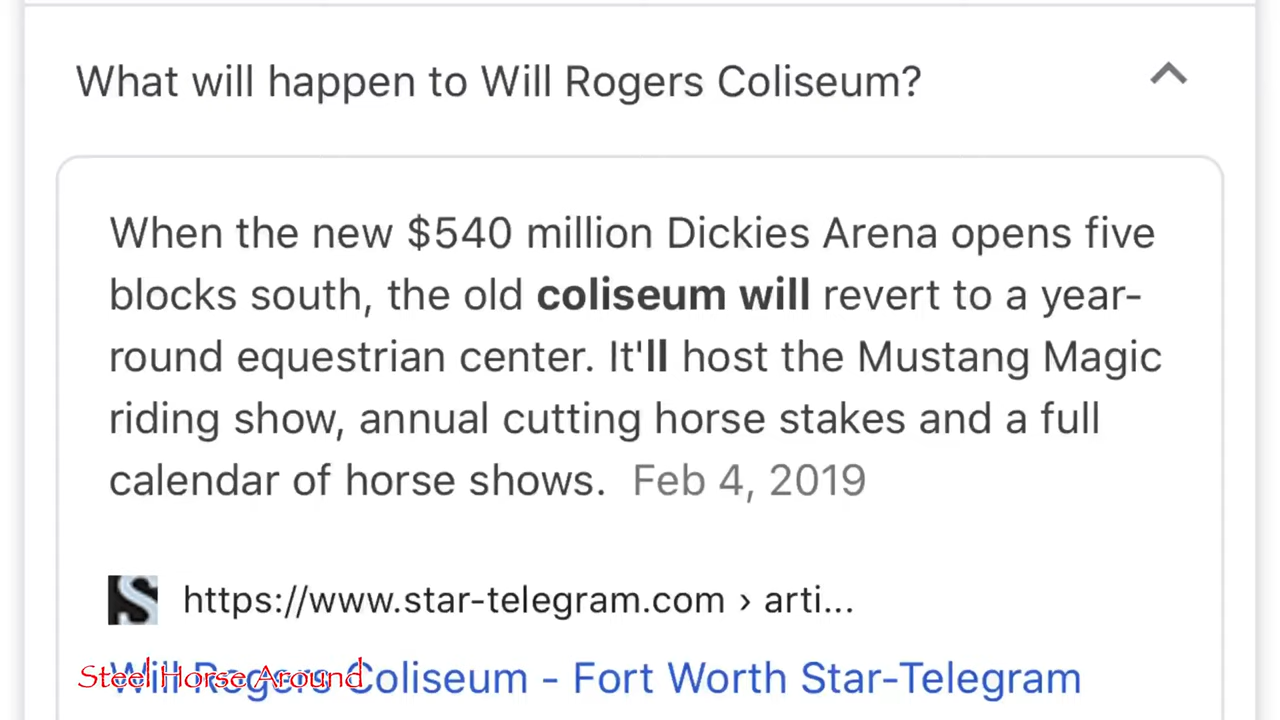 What will happen to Will Rogers Coliseum?
When the new $540 million Dickies Arena opens five
blocks south, the old coliseum will revert to a year-
round equestrian center. It'll host the Mustang Magic
riding show, annual cutting horse stakes and a full
calendar of horse shows. Feb 4, 2019
S https://www.star-telegram.com › arti...
Will Rogers Coliseum - Fort Worth Star-Telegram
Steel Horse Around